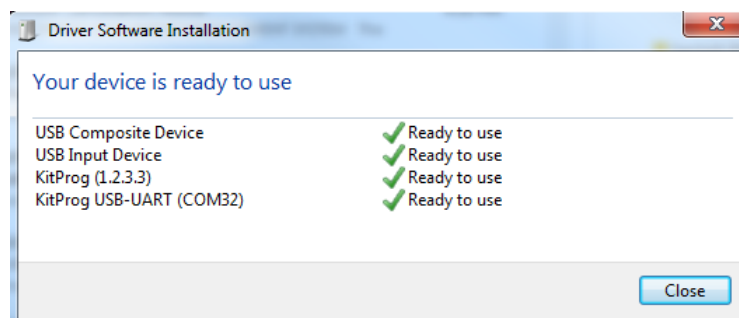 Driver Software Installation
Your device is ready to use
USB Composite Device Ready to use
USB Input Device Ready to use
KitProg (1.2.3.3) Ready to use
KitProg USB-UART (COM32) Ready to use
Close